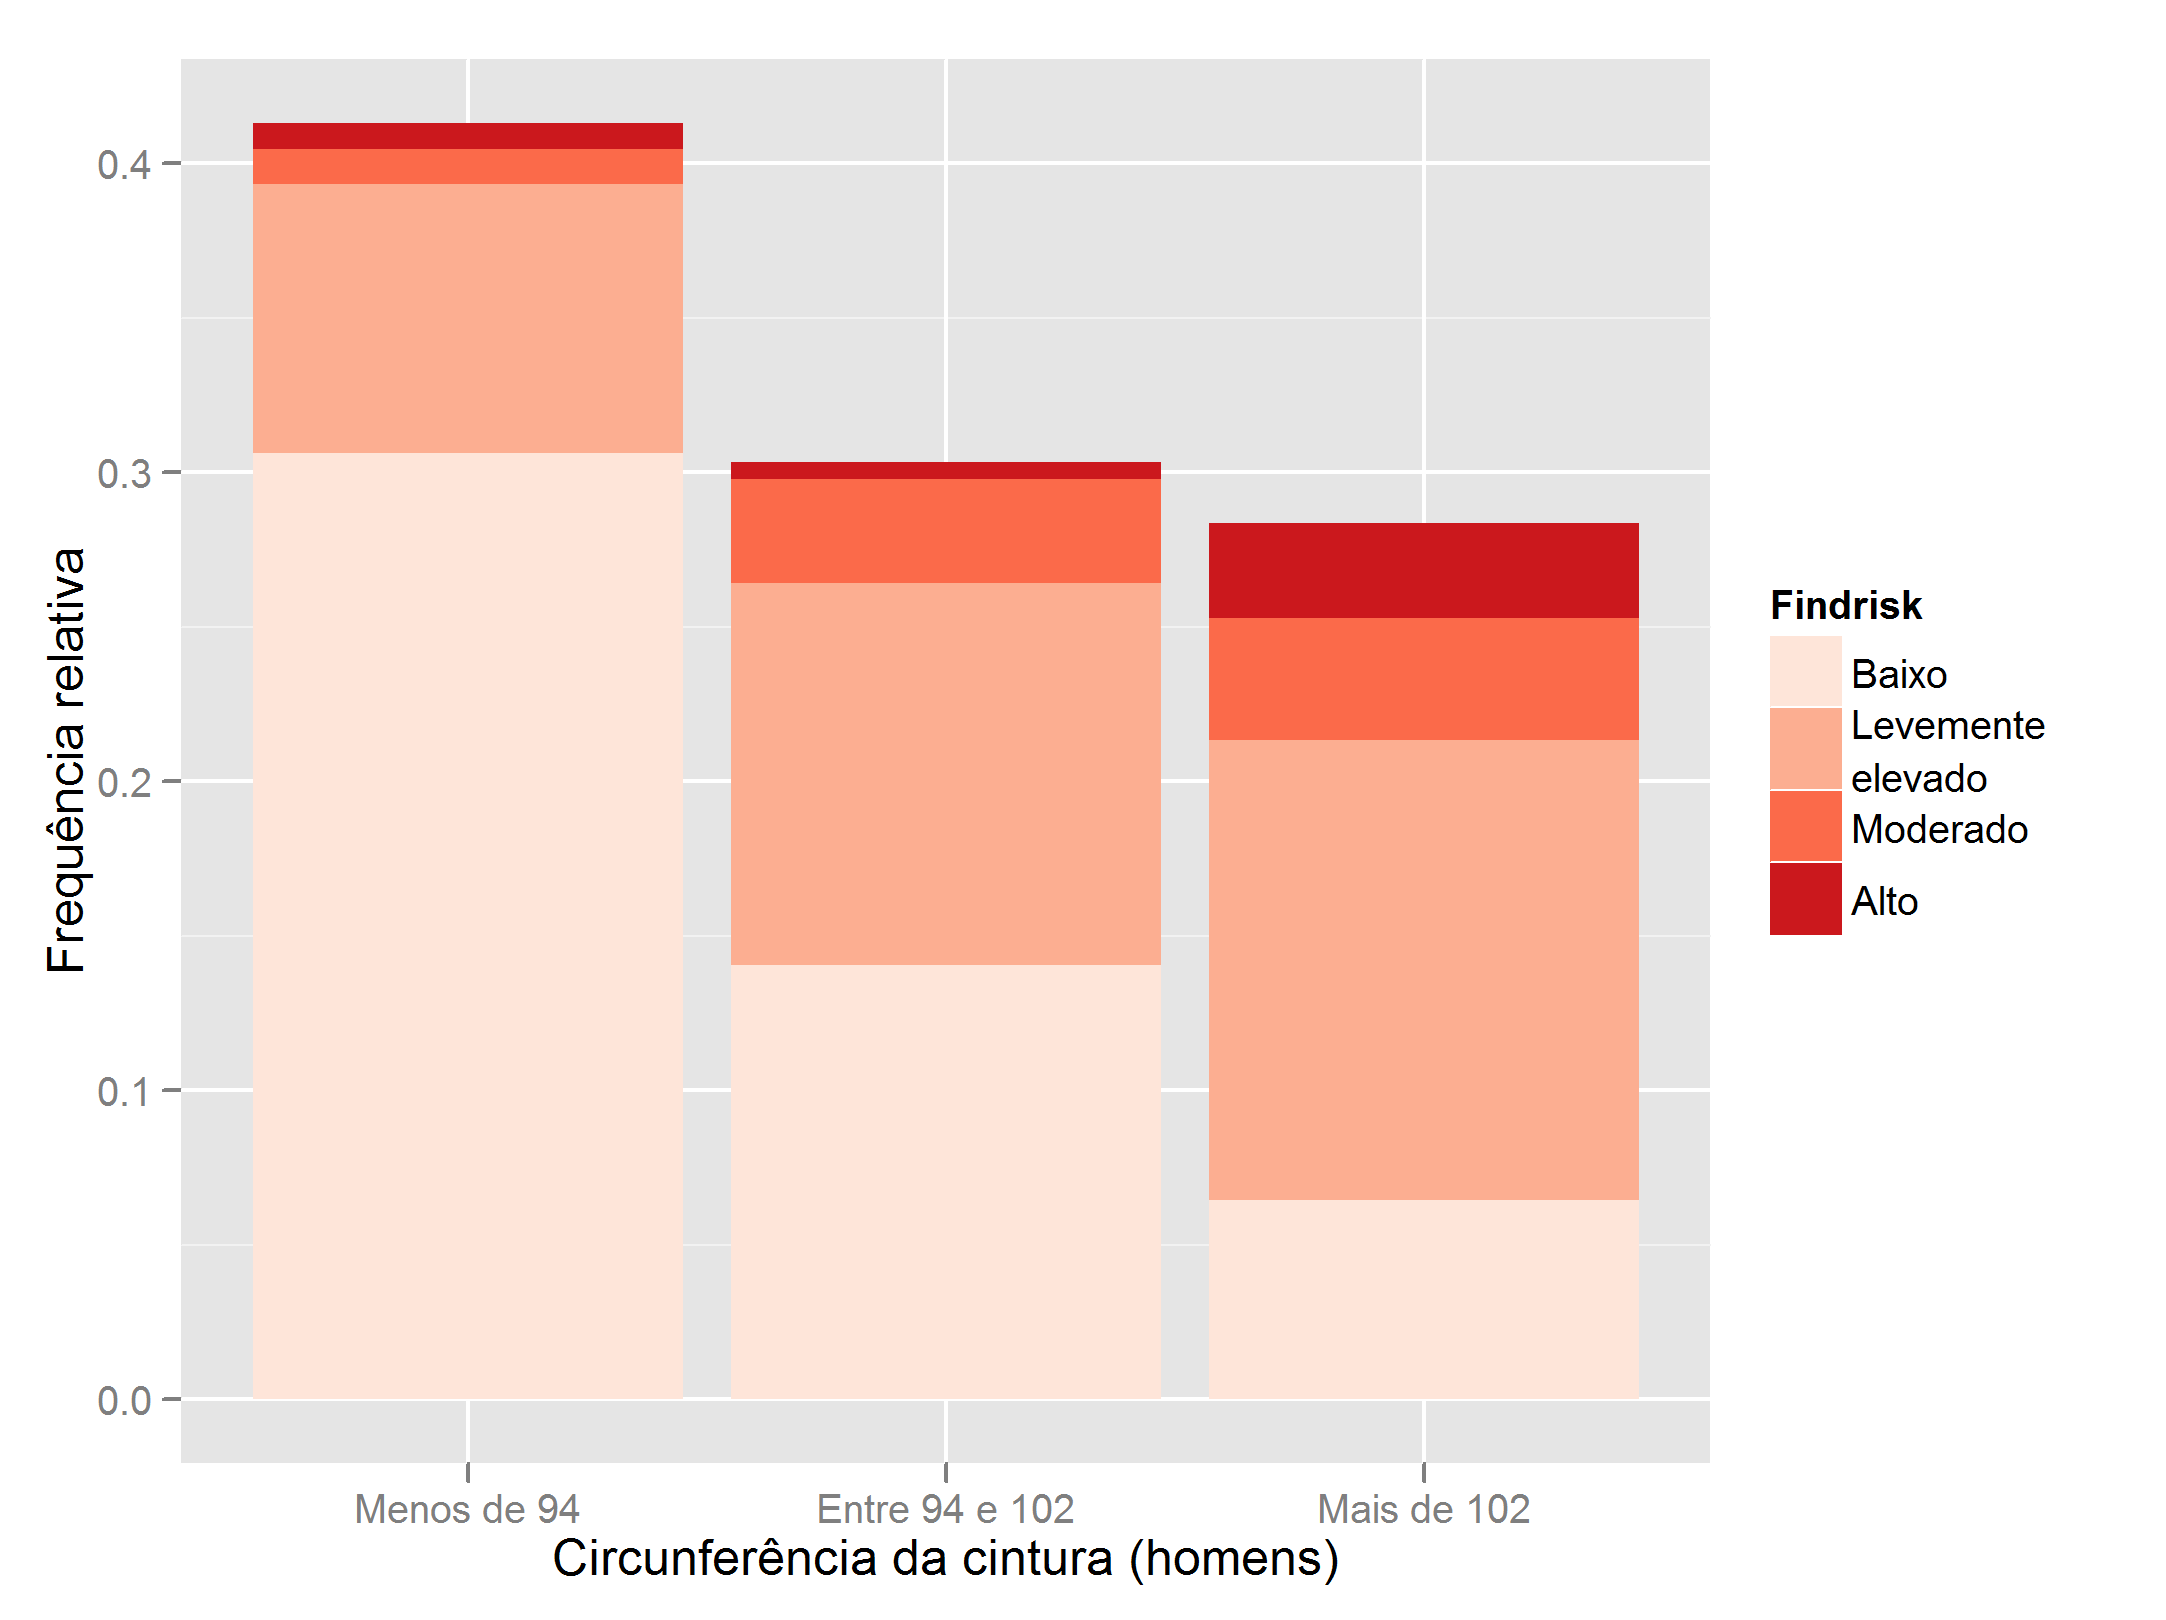 0.4
0.3
0.2
0.1
0.0
Frequência relativa
Menos de 94
Entre 94 e 102
Mais de 102
Circunferência da cintura (homens)
Findrisk
Baixo
Levemente
elevado
Moderado
Alto